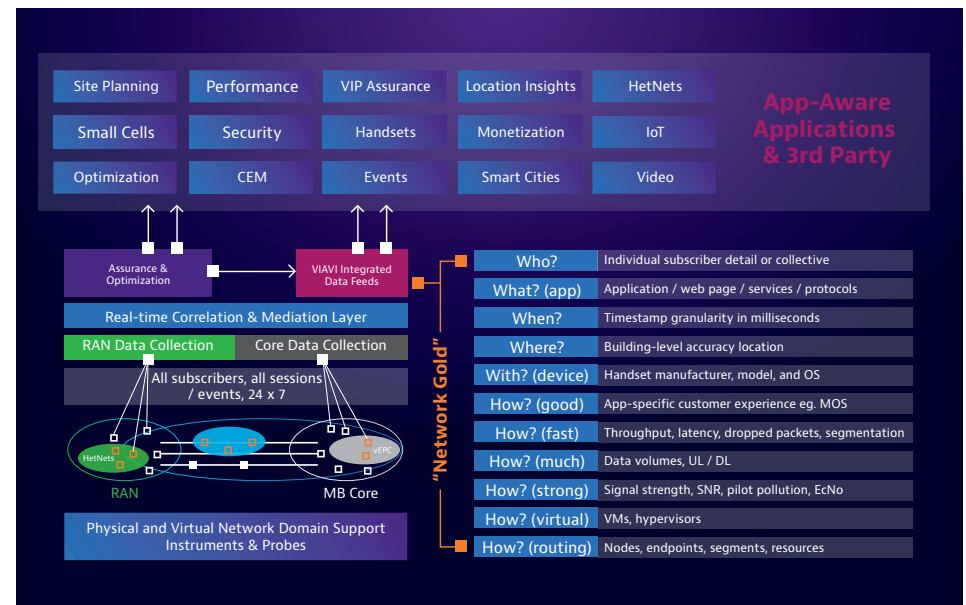 Site Planning
Performance
VIP Assurance
Location Insights
HetNets
Small Cells
Security
Handsets
Monetization
IoT
Optimization
CEM
Events
Smart Cities
Video
App-Aware
Applications
& 3rd Party
Assurance &
Optimization
VIAVI Integrated
Data Feeds
Real-time Correlation & Mediation Layer
RAN Data Collection
Core Data Collection
All subscribers, all sessions
/ events, 24 x 7
HetNets
vEPC
RAN
MB Core
Physical and Virtual Network Domain Support
Instruments & Probes
"Network Gold"
Who?
Individual subscriber detail or collective
What? (app)
Application / web page / services / protocols
When?
Timestamp granularity in milliseconds
Where?
Building-level accuracy location
With? (device)
Handset manufacturer, model, and OS
How? (good)
App-specific customer experience eg. MOS
How? (fast)
Throughput, latency, dropped packets, segmentation
How? (much)
Data volumes, UL / DL
How? (strong)
Signal strength, SNR, pilot pollution, EcNo
How? (virtual)
VMs, hypervisors
How? (routing)
Nodes, endpoints, segments, resources